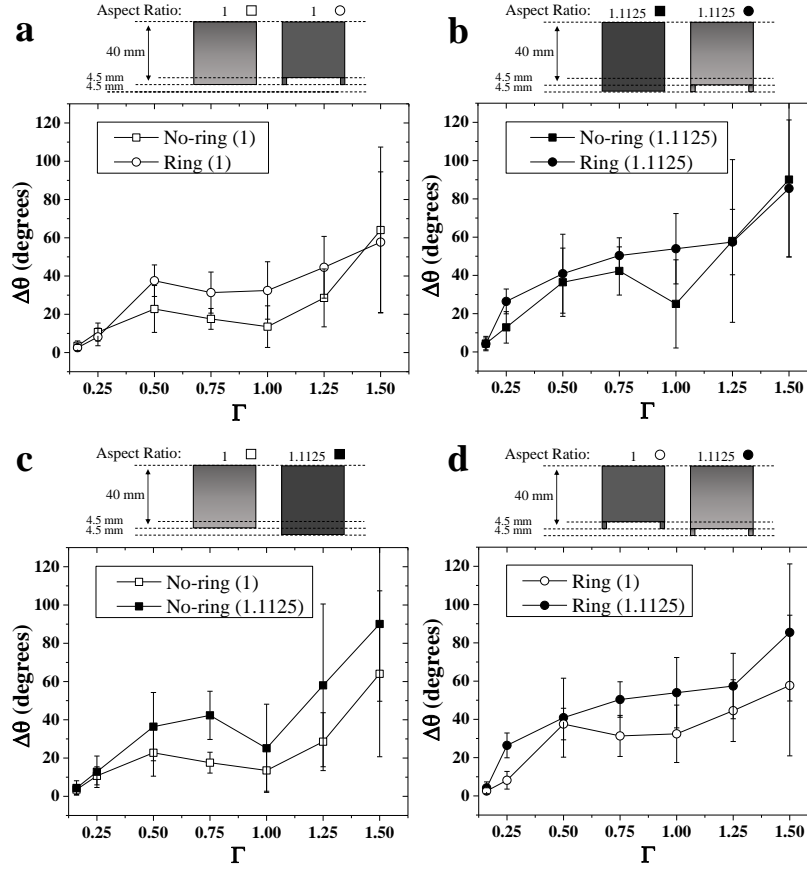 a
Aspect Ratio: 1 1
40 mm
4.5 mm
4.5 mm
No-ring (1)
Ring (1)
Δθ (degrees)
120
100
80
60
40
20
0
0.25 0.50 0.75 1.00 1.25 1.50
Γ
b
Aspect Ratio: 1.1125 1.1125
40 mm
4.5 mm
4.5 mm
No-ring (1.1125)
Ring (1.1125)
Δθ (degrees)
120
100
80
60
40
20
0
0.25 0.50 0.75 1.00 1.25 1.50
Γ
c
Aspect Ratio: 1 1.1125
40 mm
4.5 mm
4.5 mm
No-ring (1)
No-ring (1.1125)
Δθ (degrees)
120
100
80
60
40
20
0
0.25 0.50 0.75 1.00 1.25 1.50
Γ
d
Aspect Ratio: 1 1.1125
40 mm
4.5 mm
4.5 mm
Ring (1)
Ring (1.1125)
Δθ (degrees)
120
100
80
60
40
20
0
0.25 0.50 0.75 1.00 1.25 1.50
Γ